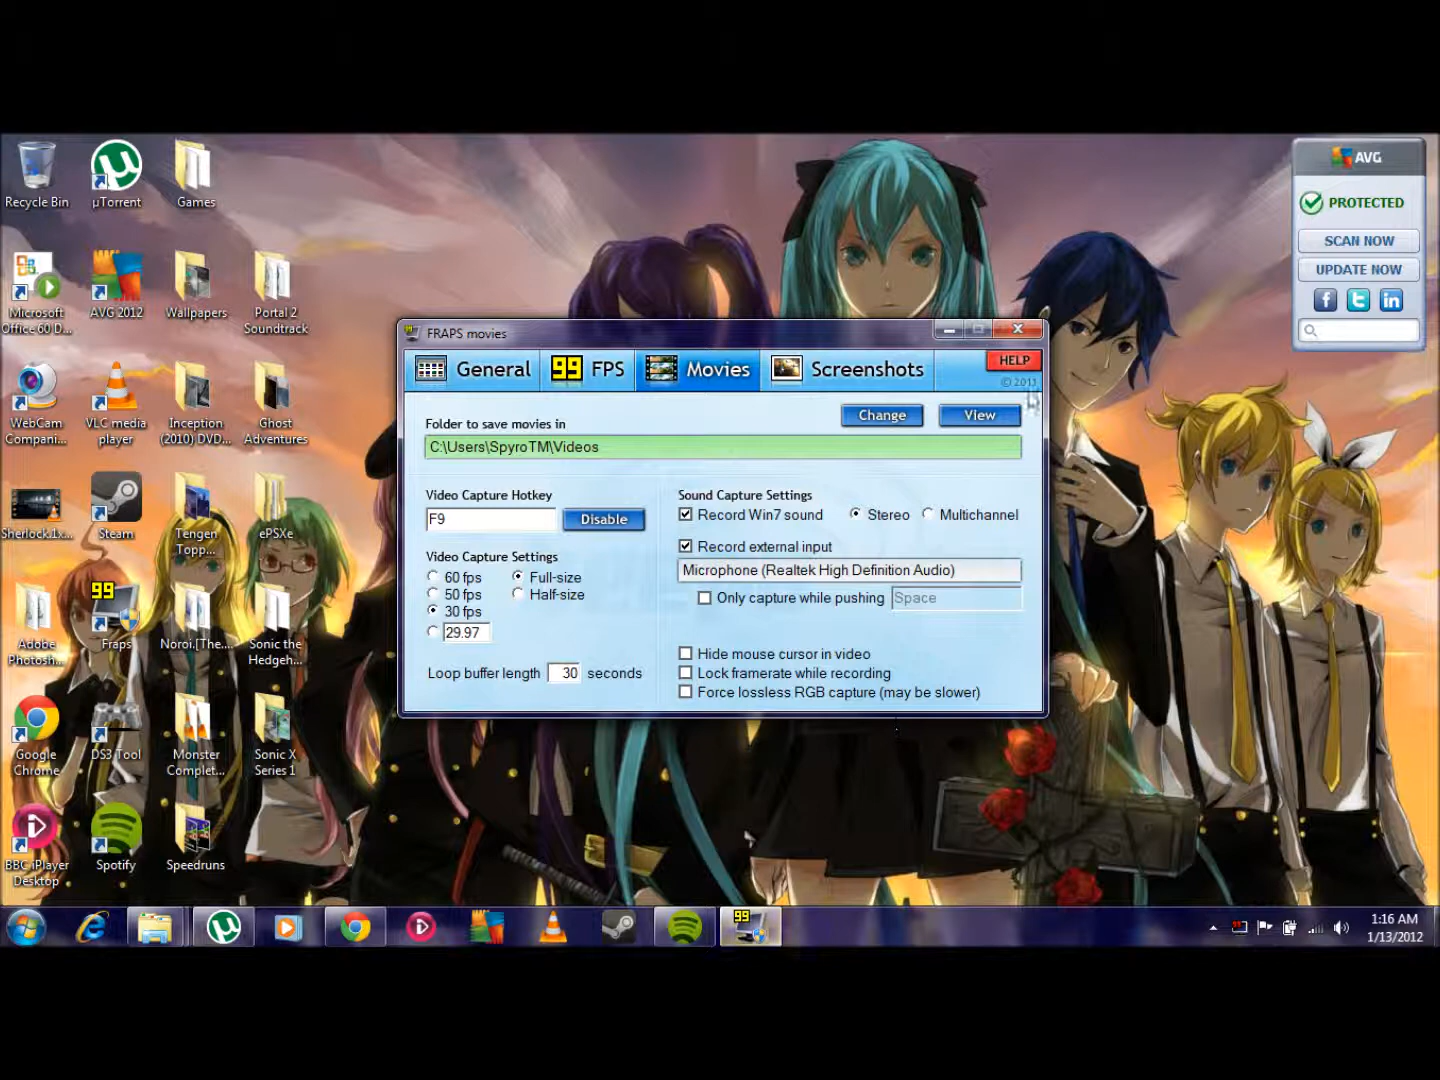 Recycle Bin
µTorrent
Games
Microsoft
Office 60 D...
AVG 2012
Wallpapers
Portal 2
Soundtrack
WebCam
Compani...
VLC media
player
Inception
(2010) DVD...
Ghost
Adventures
Sherlock.1x...
Steam
Tengen
Topp...
ePSXe
Adobe
Photosh...
Fraps
Noroi.[The....
Sonic the
Hedgeh...
Google
Chrome
DS3 Tool
Monster
Complet...
Sonic X
Series 1
BBC iPlayer
Desktop
Spotify
Speedruns
AVG
PROTECTED
SCAN NOW
UPDATE NOW
FRAPS movies
General
99 FPS
Movies
Screenshots
HELP
© 2011
Folder to save movies in
Change
View
C:\Users\SpyroTM\Videos
Video Capture Hotkey
F9
Disable
Video Capture Settings
60 fps
Full-size
50 fps
Half-size
30 fps
29.97
Loop buffer length 30 seconds
Sound Capture Settings
Record Win7 sound
Stereo
Multichannel
Record external input
Microphone (Realtek High Definition Audio)
Only capture while pushing
Space
Hide mouse cursor in video
Lock framerate while recording
Force lossless RGB capture (may be slower)
1:16 AM
1/13/2012